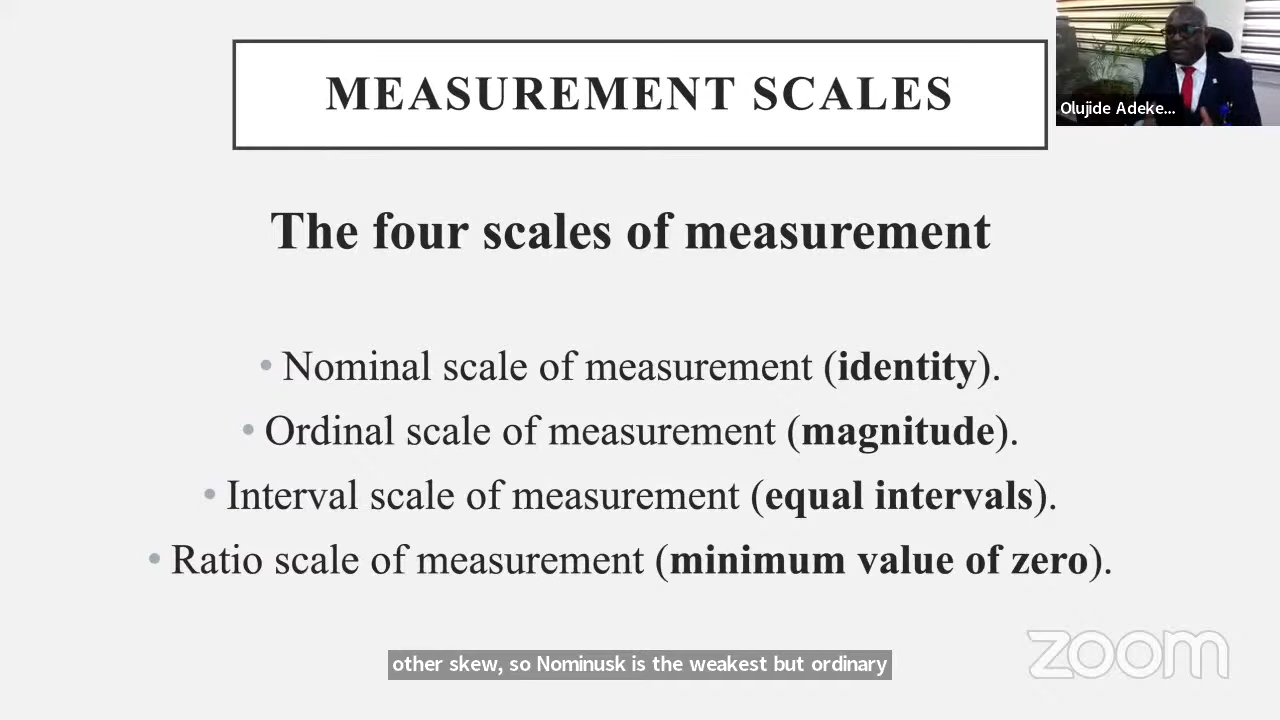 MEASUREMENT SCALES
Olujide Adeke...
The four scales of measurement
• Nominal scale of measurement (identity).
• Ordinal scale of measurement (magnitude).
• Interval scale of measurement (equal intervals).
• Ratio scale of measurement (minimum value of zero).
other skew, so Nominusk is the weakest but ordinary
zoom